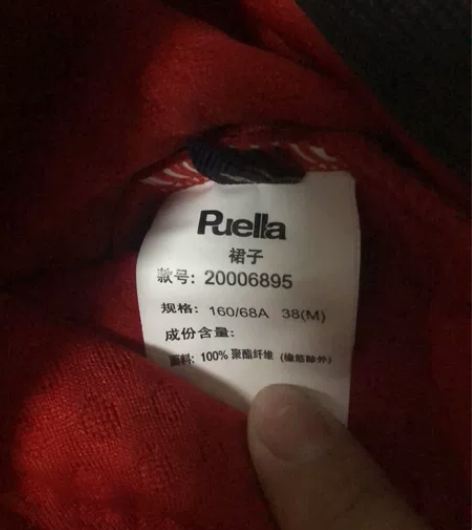 Puella
裙子
款号: 20006895
规格: 160/68A 38(M)
成份含量:
面料: 100% 聚酯纤维 (橡筋除外)